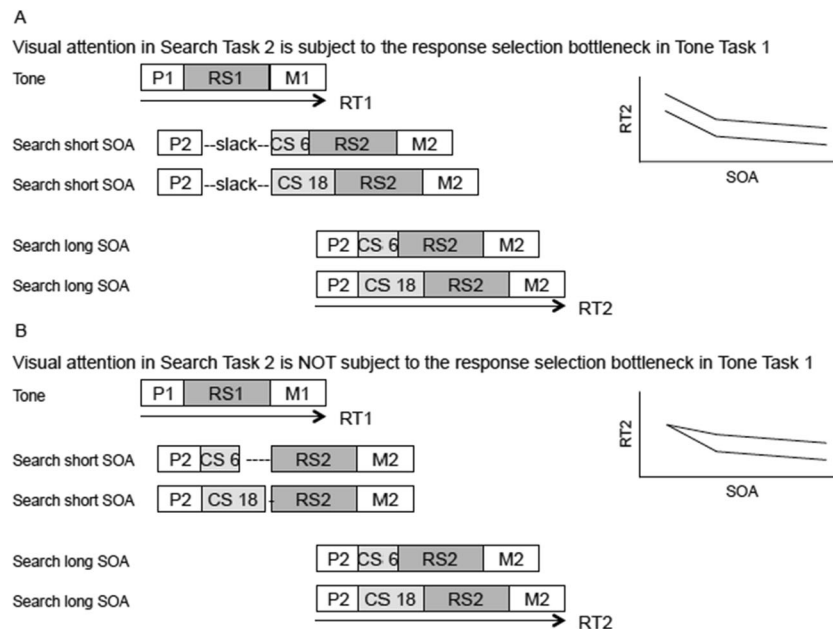 A
Visual attention in Search Task 2 is subject to the response selection bottleneck in Tone Task 1
Tone P1 RS1 M1
RT1
Search short SOA P2 --slack-- CS 6 RS2 M2
Search short SOA P2 --slack-- CS 18 RS2 M2
Search long SOA P2 CS 6 RS2 M2
Search long SOA P2 CS 18 RS2 M2
RT2
RT2
SOA
B
Visual attention in Search Task 2 is NOT subject to the response selection bottleneck in Tone Task 1
Tone P1 RS1 M1
RT1
Search short SOA P2 CS 6 ---- RS2 M2
Search short SOA P2 CS 18 - RS2 M2
Search long SOA P2 CS 6 RS2 M2
Search long SOA P2 CS 18 RS2 M2
RT2
RT2
SOA